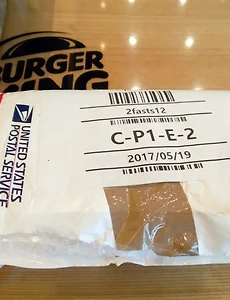 BURGER
KING
2fasts12
C-P1-E-2
2017/05/19
UNITED STATES
POSTAL SERVICE